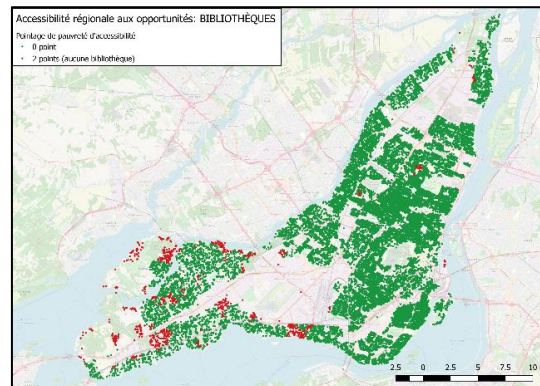 Accessibilité régionale aux opportunités: BIBLIOTHÈQUES
Pointage de pauvreté d'accessibilité
0 point
2 points (aucune bibliothèque)
2.5 0 2.5 5 7.5 10